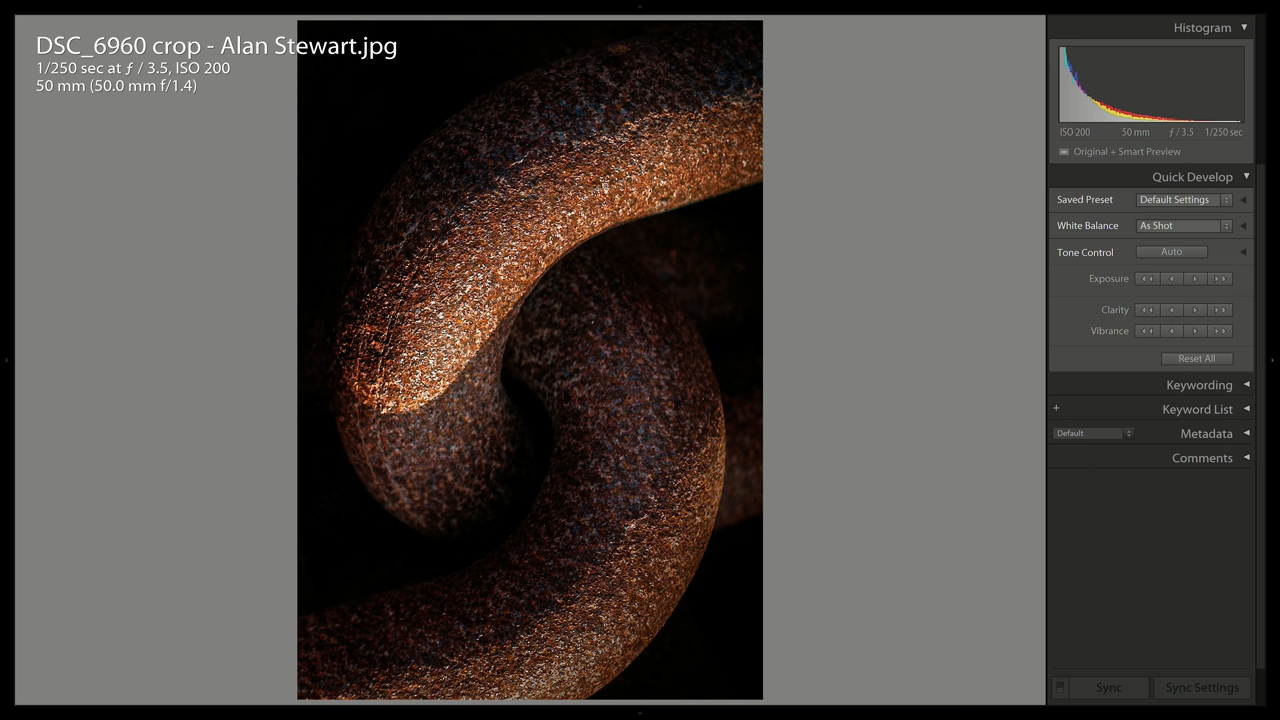 DSC_6960 crop - Alan Stewart.jpg
1/250 sec at ƒ / 3.5, ISO 200
50 mm (50.0 mm f/1.4)
Histogram
ISO 200 50 mm ƒ / 3.5 1/250 sec
Original + Smart Preview
Quick Develop
Saved Preset Default Settings
White Balance As Shot
Tone Control Auto
Exposure
Clarity
Vibrance
Reset All
Keywording
+ Keyword List
Default Metadata
Comments
Sync Sync Settings